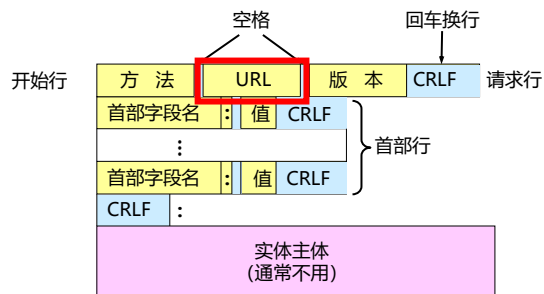 空格 回车换行
开始行 方 法 URL 版 本 CRLF 请求行
首部字段名 : 值 CRLF
⋮ 首部行
首部字段名 : 值 CRLF
CRLF :
实体主体
(通常不用)